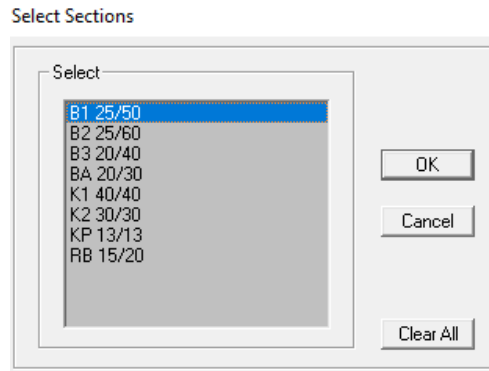 Select Sections
Select
B1 25/50
B2 25/60
B3 20/40
BA 20/30
K1 40/40
K2 30/30
KP 13/13
RB 15/20
OK
Cancel
Clear All